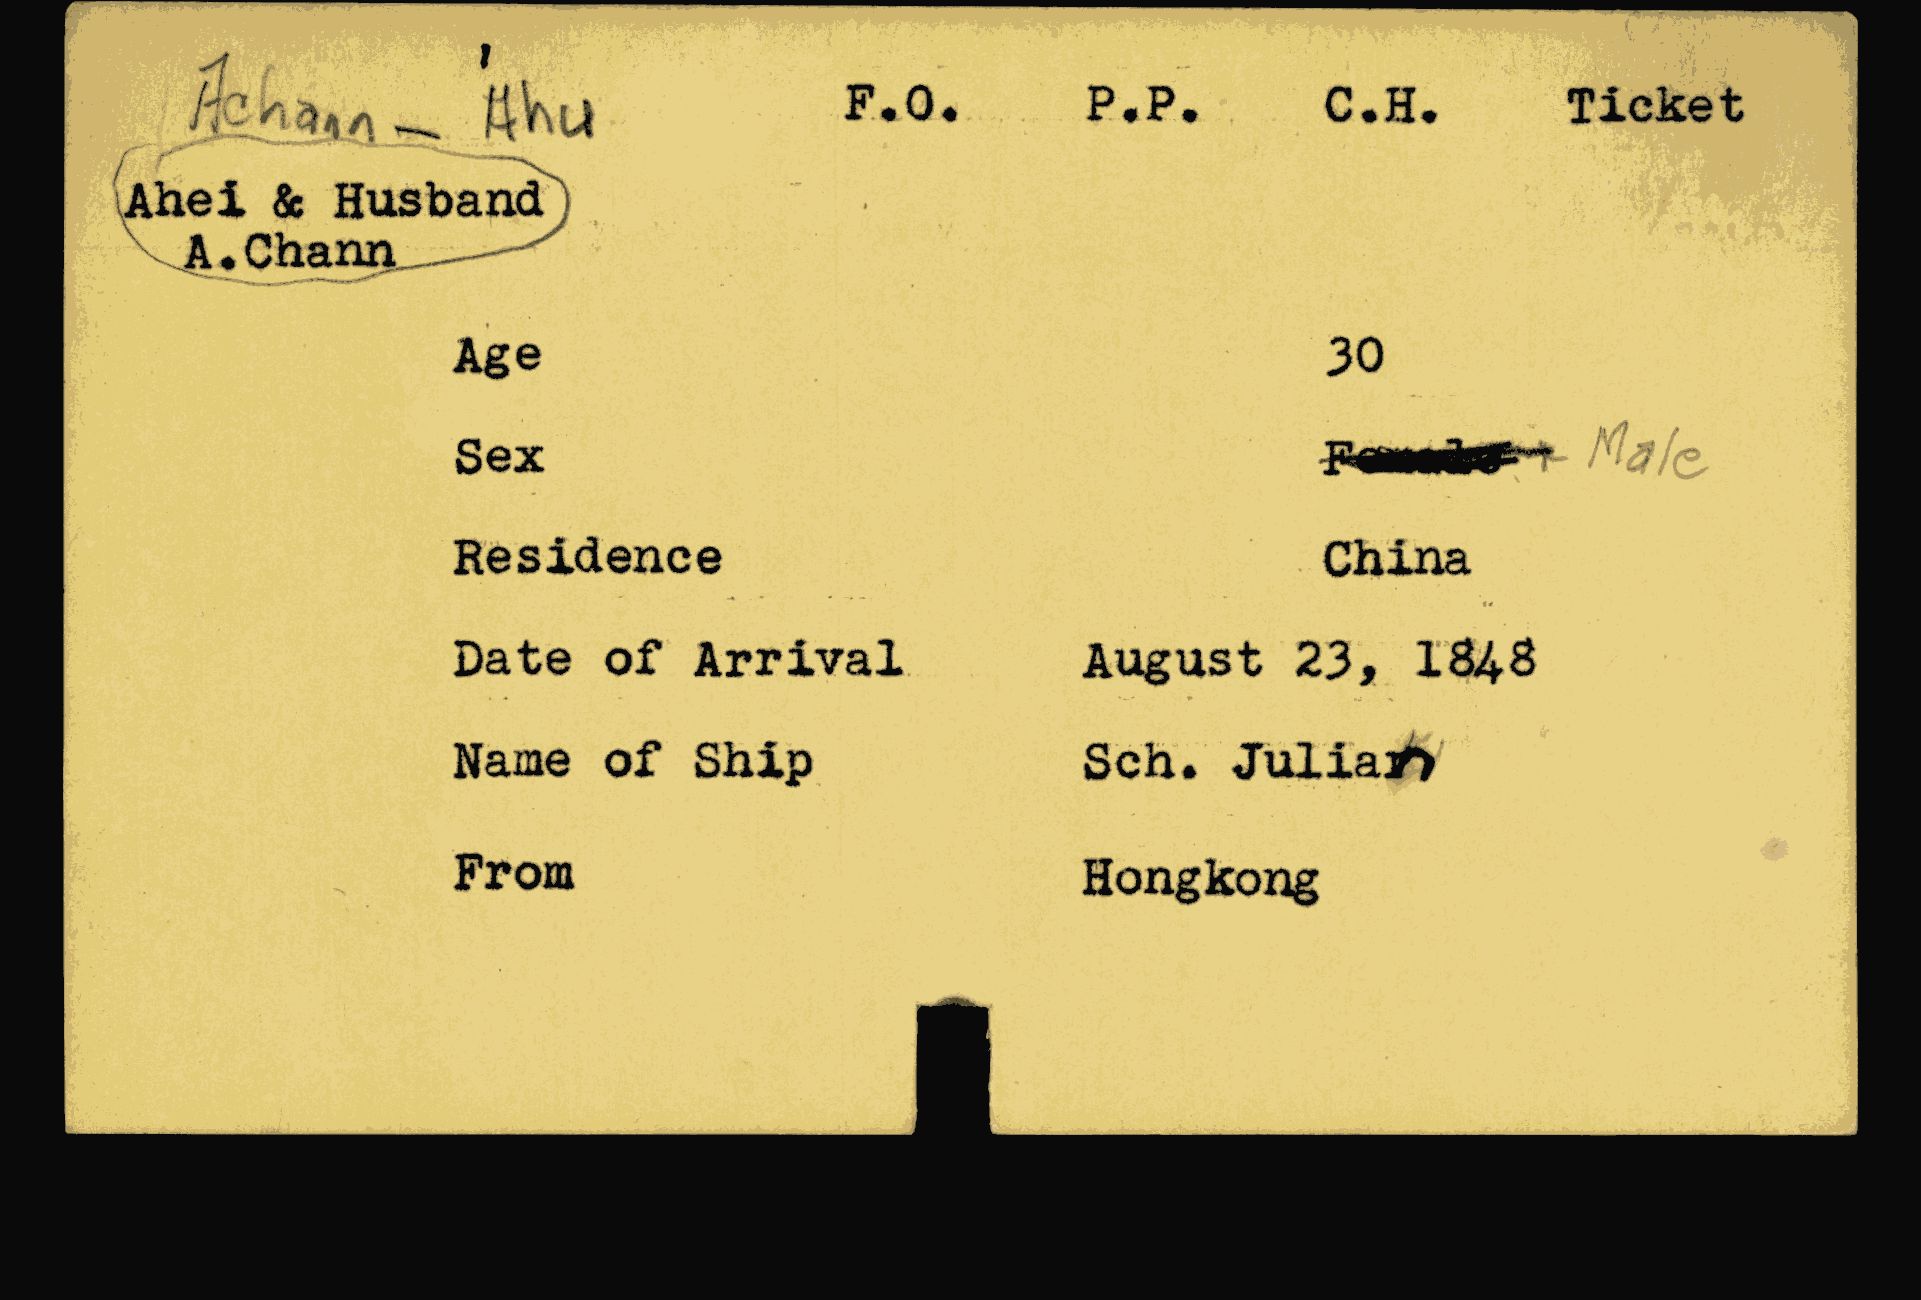 Achann — Ahu F.O. P.P. C.H. Ticket
Ahei & Husband
A.Chann
Age 30
Sex Female Male
Residence China
Date of Arrival August 23, 1848
Name of Ship Sch. Julian
From Hongkong